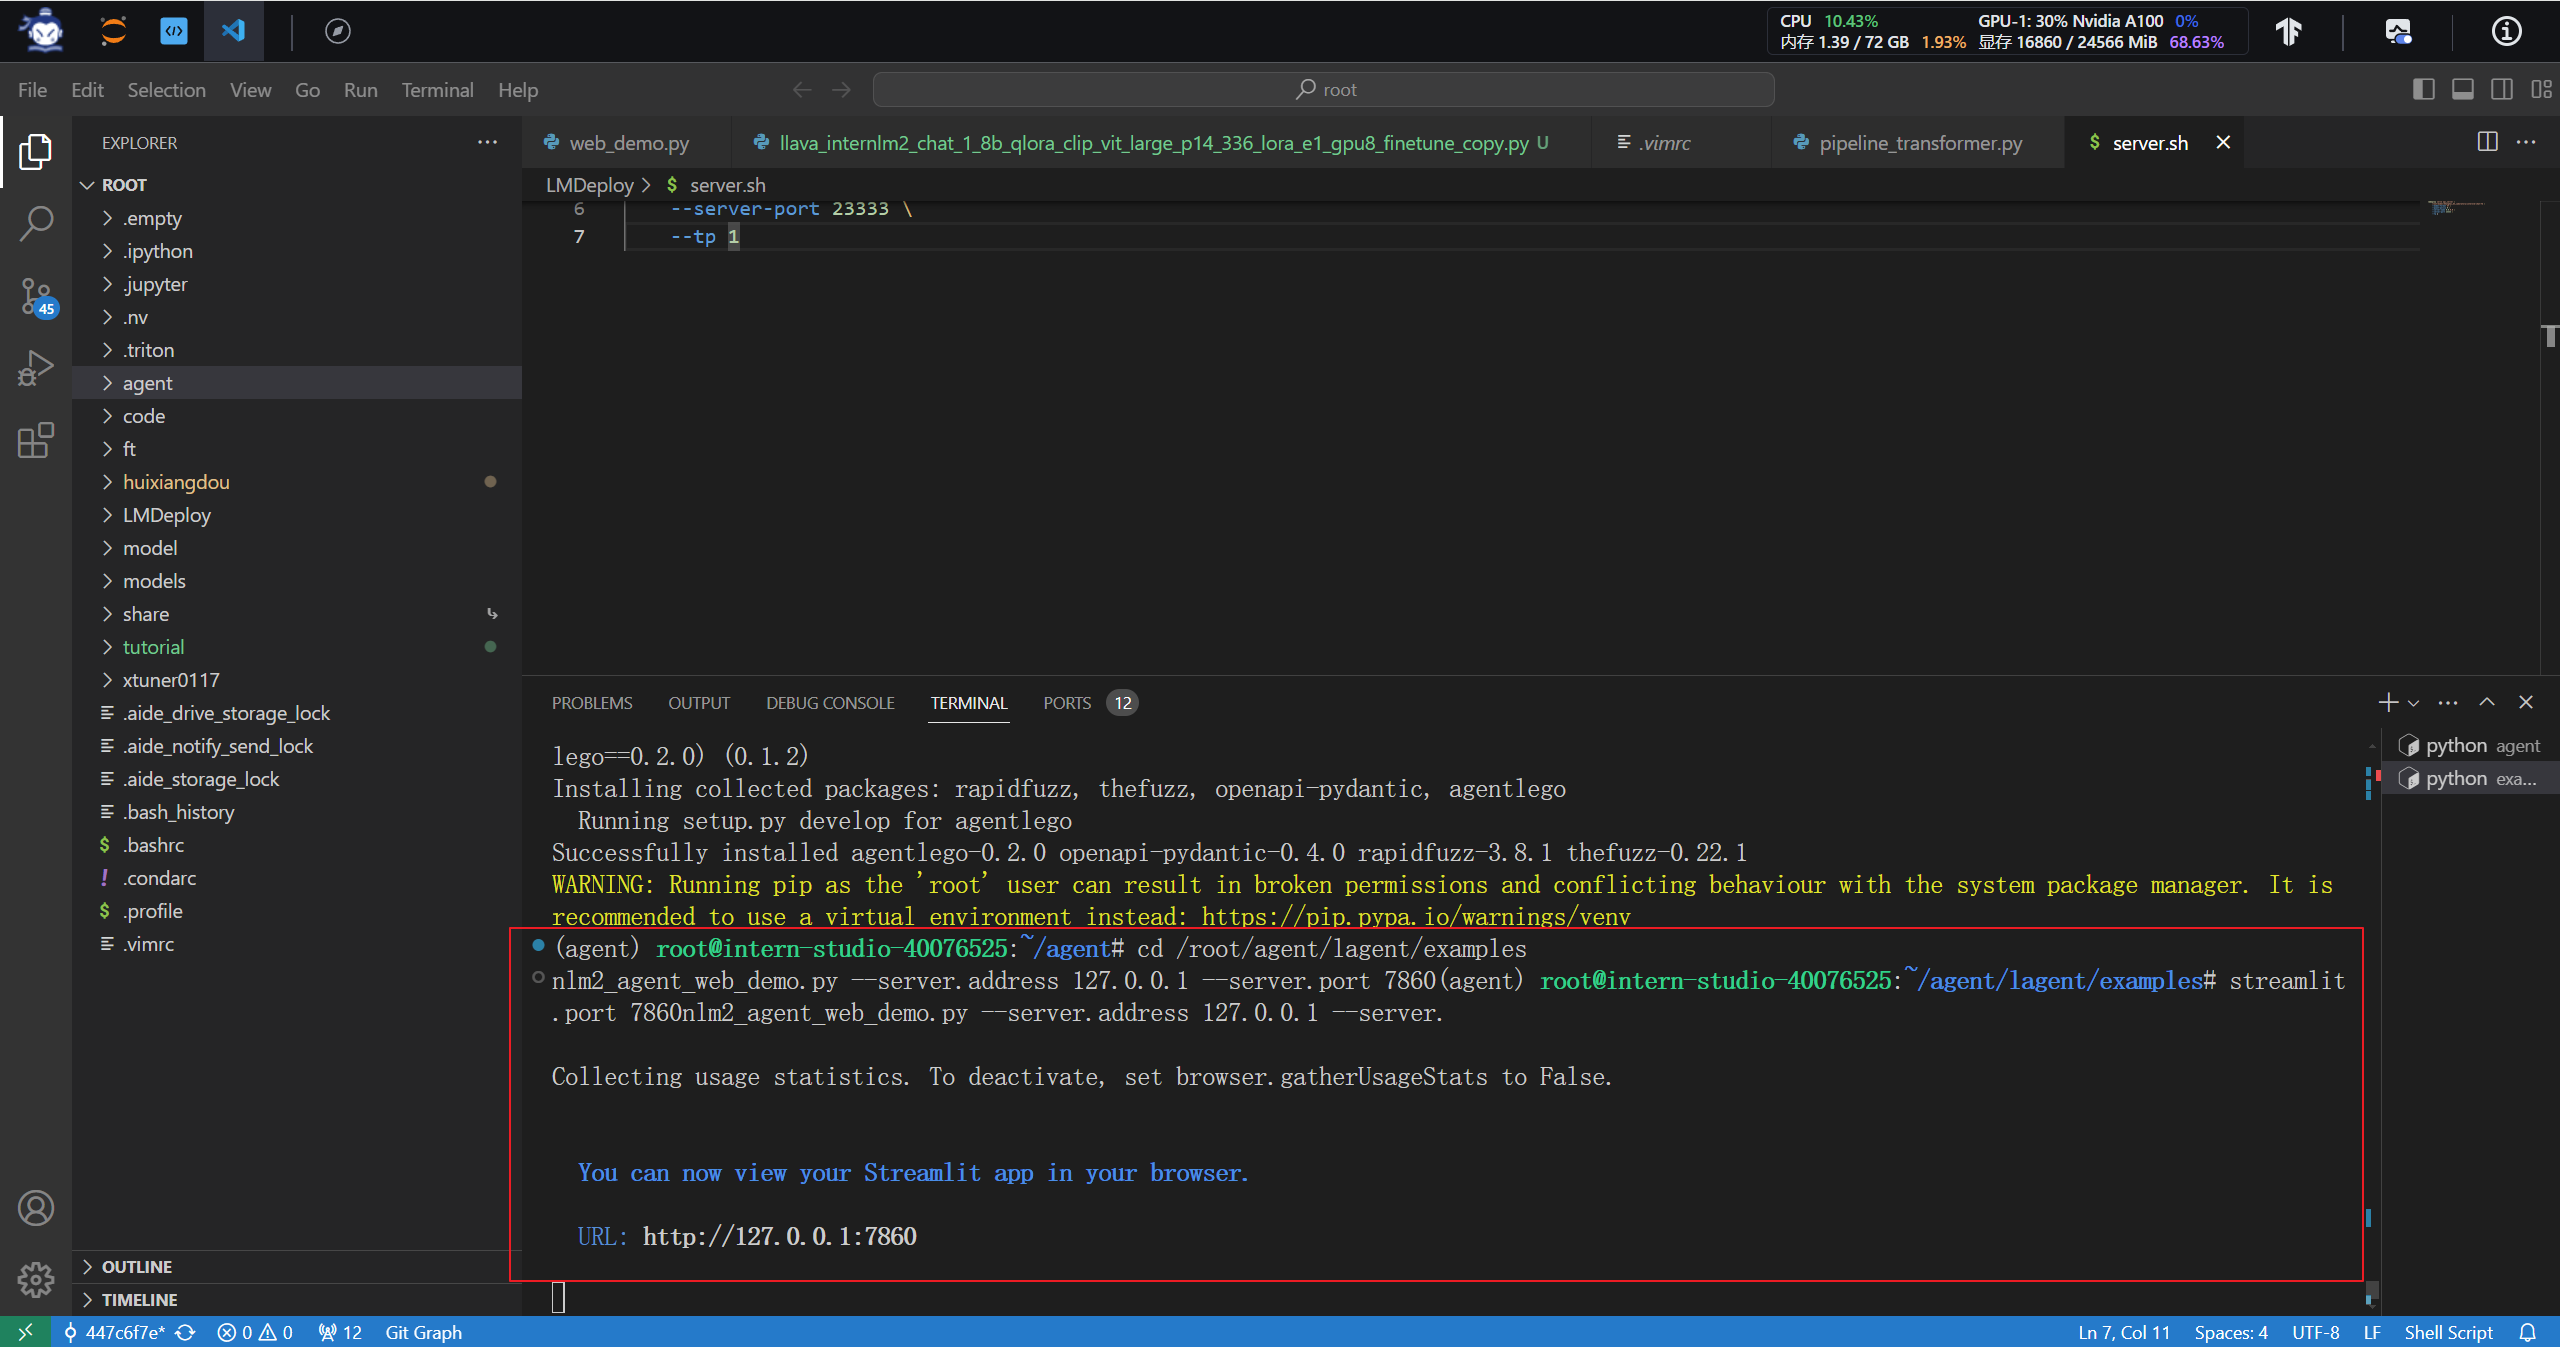 CPU 10.43% GPU-1: 30% Nvidia A100 0%
内存 1.39 / 72 GB 1.93% 显存 16860 / 24566 MiB 68.63%
File Edit Selection View Go Run Terminal Help
root
EXPLORER
web_demo.py
llava_internlm2_chat_1_8b_qlora_clip_vit_large_p14_336_lora_e1_gpu8_finetune_copy.py U
.vimrc
pipeline_transformer.py
$ server.sh
LMDeploy > $ server.sh
6 --server-port 23333 \
7 --tp 1
ROOT
.empty
.ipython
.jupyter
.nv
.triton
agent
code
ft
huixiangdou
LMDeploy
model
models
share
tutorial
xtuner0117
.aide_drive_storage_lock
.aide_notify_send_lock
.aide_storage_lock
.bash_history
$ .bashrc
! .condarc
$ .profile
.vimrc
45
OUTLINE
TIMELINE
PROBLEMS OUTPUT DEBUG CONSOLE TERMINAL PORTS 12
python agent
python exa...
lego==0.2.0) (0.1.2)
Installing collected packages: rapidfuzz, thefuzz, openapi-pydantic, agentlego
Running setup.py develop for agentlego
Successfully installed agentlego-0.2.0 openapi-pydantic-0.4.0 rapidfuzz-3.8.1 thefuzz-0.22.1
WARNING: Running pip as the 'root' user can result in broken permissions and conflicting behaviour with the system package manager. It is
recommended to use a virtual environment instead: https://pip.pypa.io/warnings/venv
(agent) root@intern-studio-40076525:~/agent# cd /root/agent/lagent/examples
nlm2_agent_web_demo.py --server.address 127.0.0.1 --server.port 7860(agent) root@intern-studio-40076525:~/agent/lagent/examples# streamlit
.port 7860nlm2_agent_web_demo.py --server.address 127.0.0.1 --server.
Collecting usage statistics. To deactivate, set browser.gatherUsageStats to False.
You can now view your Streamlit app in your browser.
URL: http://127.0.0.1:7860
447c6f7e* 0 0 12 Git Graph
Ln 7, Col 11 Spaces: 4 UTF-8 LF Shell Script